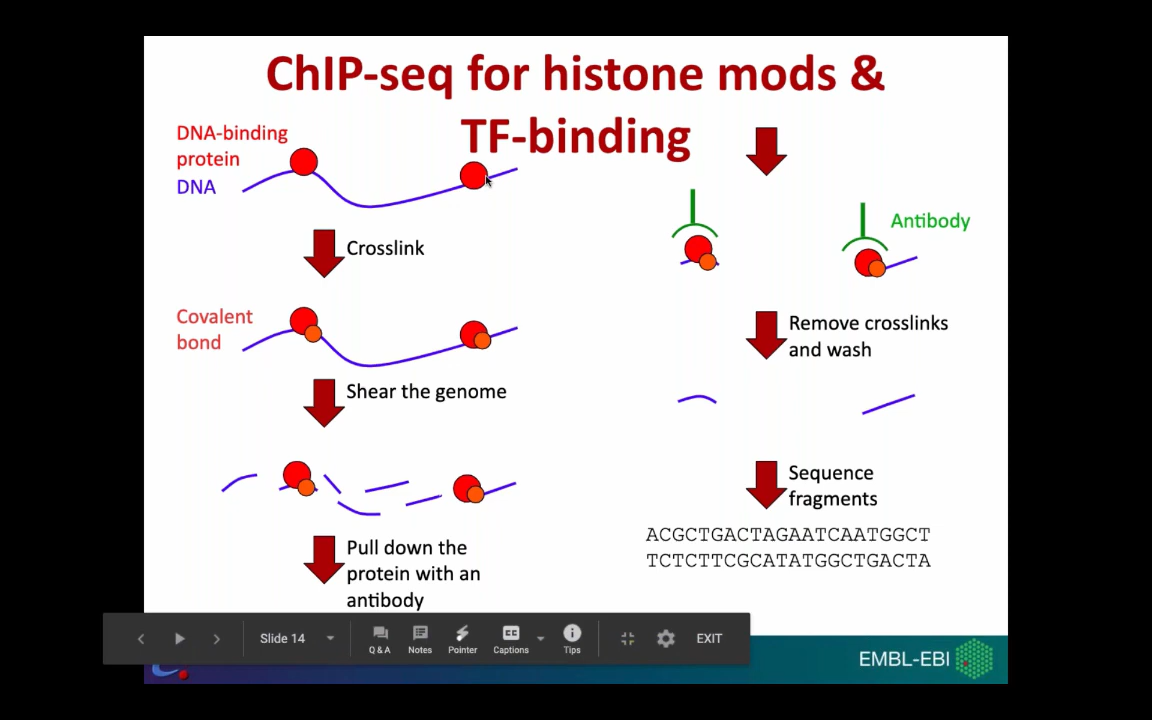 ChIP-seq for histone mods &
TF-binding
DNA-binding
protein
DNA
Crosslink
Covalent
bond
Shear the genome
Pull down the
protein with an
antibody
Antibody
Remove crosslinks
and wash
Sequence
fragments
ACGCTGACTAGAATCAATGGCT
TCTCTTCGCATATGGCTGACTA
Slide 14
Q & A
Notes
Pointer
CC
Captions
Tips
EXIT
EMBL-EBI